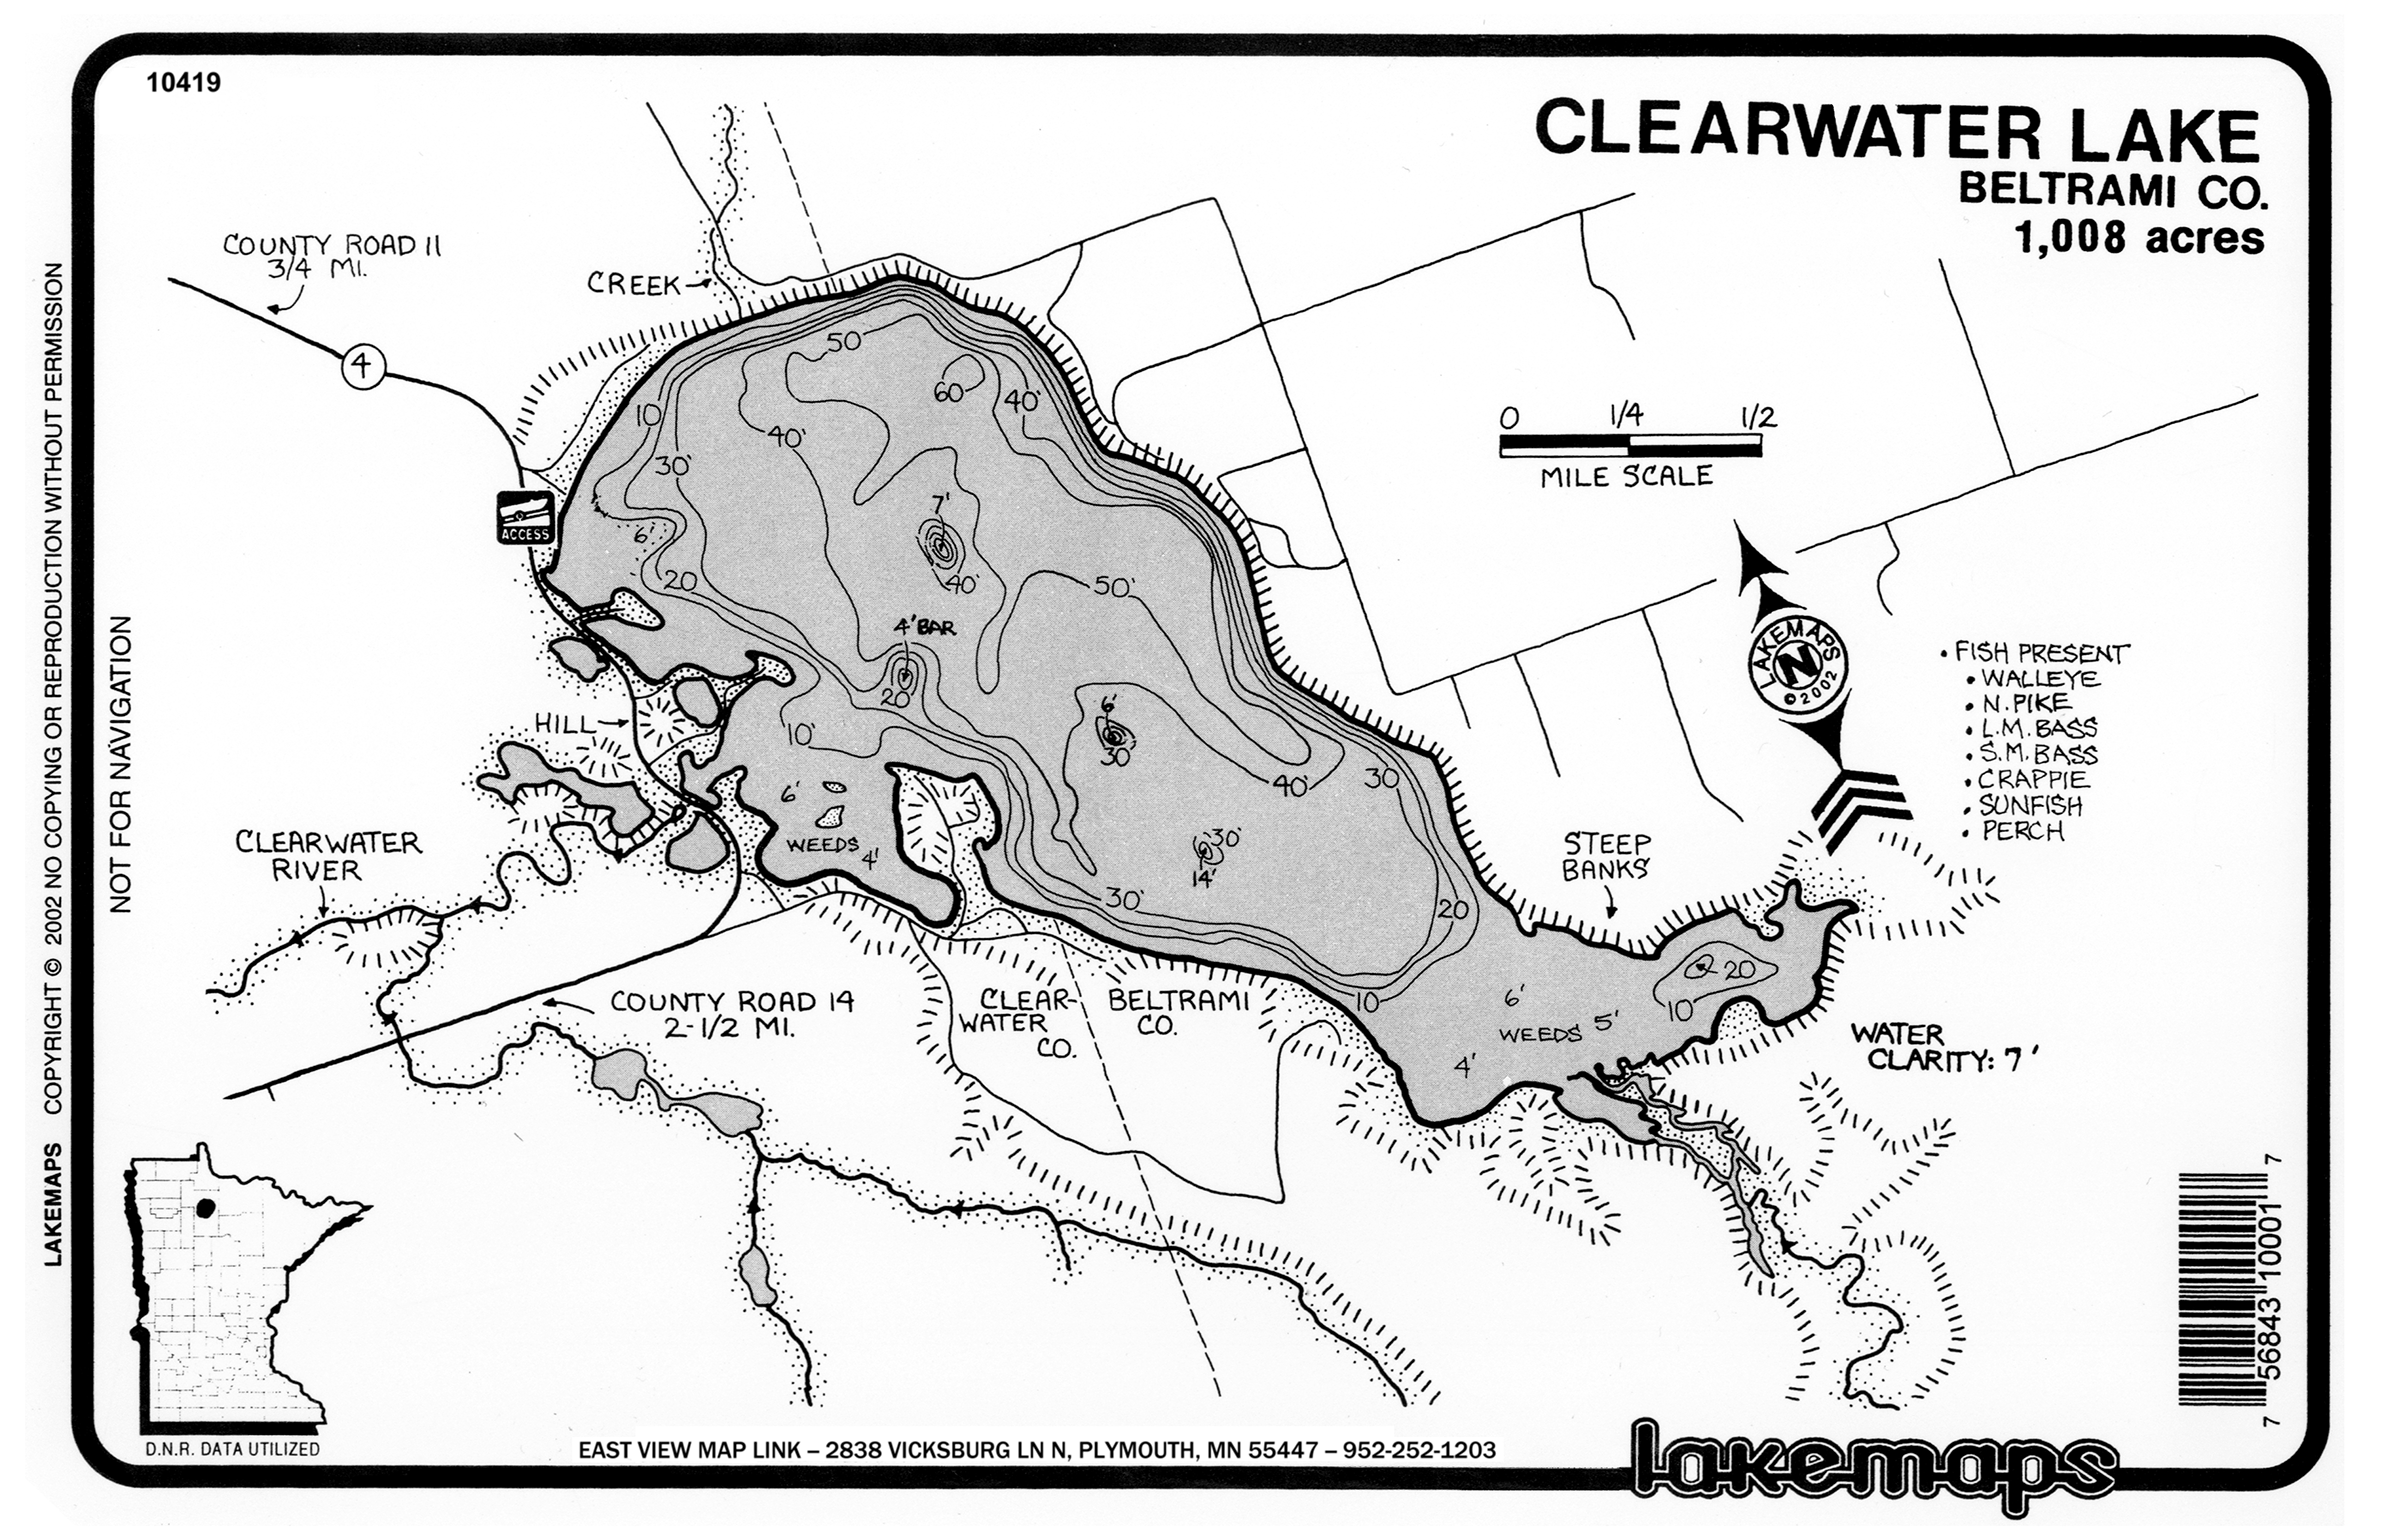 10419
CLEARWATER LAKE
BELTRAMI CO.
1,008 acres
COUNTY ROAD 11
3/4 MI.
CREEK
4
50
60
40'
10
40'
30'
0 1/4 1/2
MILE SCALE
ACCESS
7'
6'
20
40'
50'
4' BAR
20
LAKEMAPS
N
©2002
• FISH PRESENT
• WALLEYE
• N. PIKE
• L.M. BASS
• S.M. BASS
• CRAPPIE
• SUNFISH
• PERCH
HILL
10'
6'
30
40'
30
6'
WEEDS 4'
30'
14'
CLEARWATER
RIVER
STEEP
BANKS
30'
20
20
10
10
6'
WEEDS 5'
4'
COUNTY ROAD 14
2-1/2 MI.
CLEAR-
WATER
CO.
BELTRAMI
CO.
WATER
CLARITY: 7'
D.N.R. DATA UTILIZED
EAST VIEW MAP LINK – 2838 VICKSBURG LN N, PLYMOUTH, MN 55447 – 952-252-1203
lakemaps
7 56843 10001 7
LAKEMAPS COPYRIGHT © 2002 NO COPYING OR REPRODUCTION WITHOUT PERMISSION
NOT FOR NAVIGATION